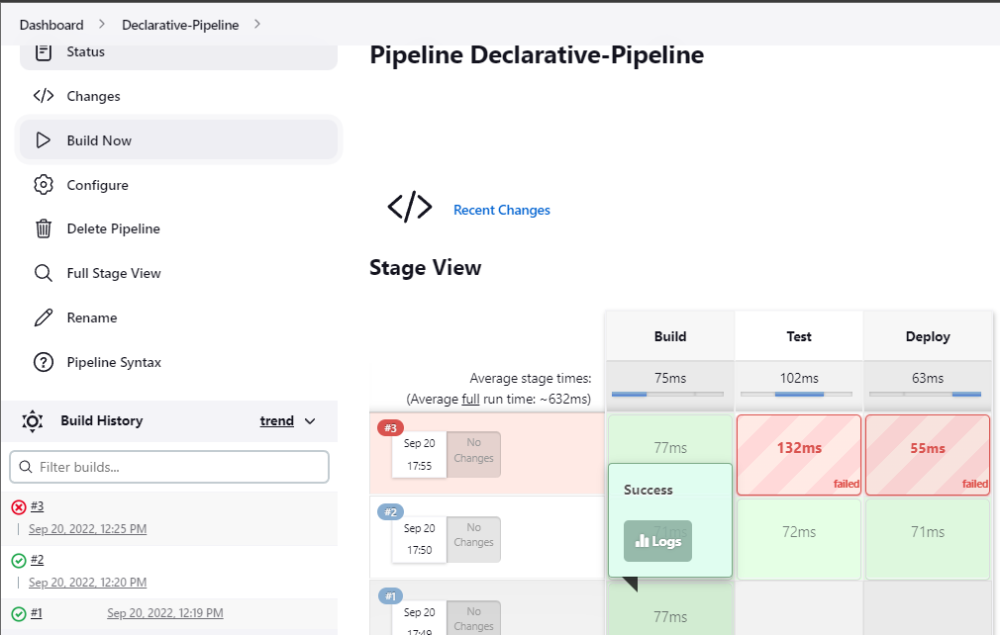 Dashboard > Declarative-Pipeline >
Status
Changes
Build Now
Configure
Delete Pipeline
Full Stage View
Rename
Pipeline Syntax
Build History trend
Filter builds...
#3
Sep 20, 2022, 12:25 PM
#2
Sep 20, 2022, 12:20 PM
#1 Sep 20, 2022, 12:19 PM
Pipeline Declarative-Pipeline
Recent Changes
Stage View
Build Test Deploy
Average stage times: 75ms 102ms 63ms
(Average full run time: ~632ms)
#3
Sep 20
17:55
No
Changes
77ms
132ms
failed
55ms
failed
#2
Sep 20
17:50
No
Changes
Success
71ms
Logs
72ms
71ms
#1
Sep 20
17:49
No
Changes
77ms